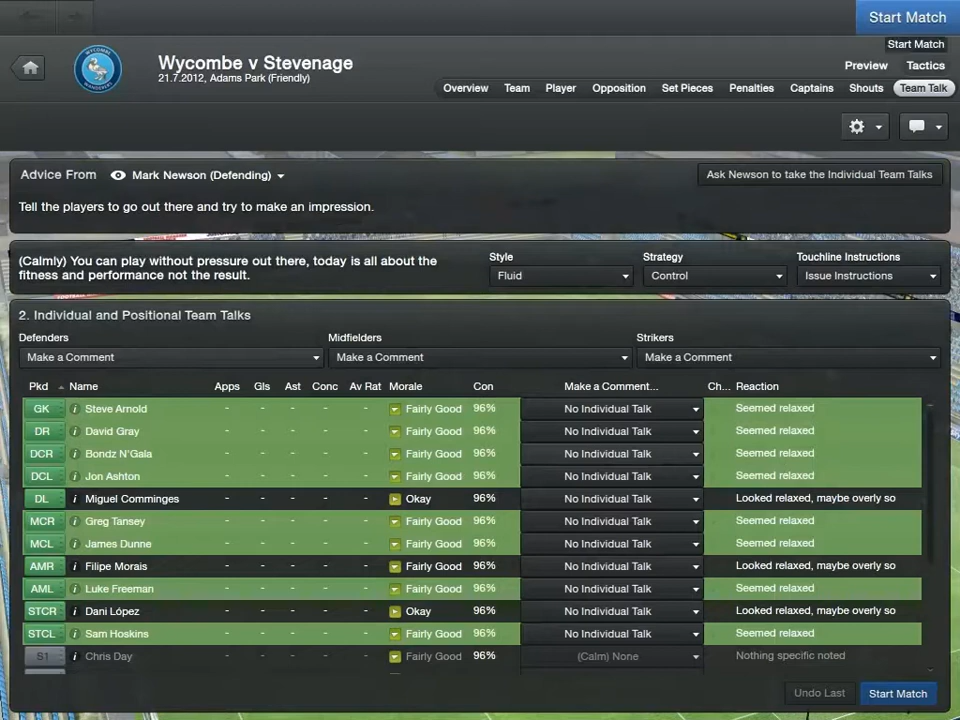 Start Match
Start Match
Wycombe v Stevenage
21.7.2012, Adams Park (Friendly)
WYCOMBE
WANDERERS
Preview Tactics
Overview Team Player Opposition Set Pieces Penalties Captains Shouts Team Talk
Advice From Mark Newson (Defending) Ask Newson to take the Individual Team Talks
Tell the players to go out there and try to make an impression.
(Calmly) You can play without pressure out there, today is all about the
fitness and performance not the result.
Style Strategy Touchline Instructions
Fluid Control Issue Instructions
2. Individual and Positional Team Talks
Defenders Midfielders Strikers
Make a Comment Make a Comment Make a Comment
Pkd Name Apps Gls Ast Conc Av Rat Morale Con Make a Comment... Ch... Reaction
GK i Steve Arnold - - - - - Fairly Good 96% No Individual Talk Seemed relaxed
DR i David Gray - - - - - Fairly Good 96% No Individual Talk Seemed relaxed
DCR i Bondz N'Gala - - - - - Fairly Good 96% No Individual Talk Seemed relaxed
DCL i Jon Ashton - - - - - Fairly Good 96% No Individual Talk Seemed relaxed
DL i Miguel Comminges - - - - - Okay 96% No Individual Talk Looked relaxed, maybe overly so
MCR i Greg Tansey - - - - - Fairly Good 96% No Individual Talk Seemed relaxed
MCL i James Dunne - - - - - Fairly Good 96% No Individual Talk Seemed relaxed
AMR i Filipe Morais - - - - - Fairly Good 96% No Individual Talk Looked relaxed, maybe overly so
AML i Luke Freeman - - - - - Fairly Good 96% No Individual Talk Seemed relaxed
STCR i Dani López - - - - - Okay 96% No Individual Talk Looked relaxed, maybe overly so
STCL i Sam Hoskins - - - - - Fairly Good 96% No Individual Talk Seemed relaxed
S1 i Chris Day - - - - - Fairly Good 96% (Calm) None Nothing specific noted
Undo Last Start Match